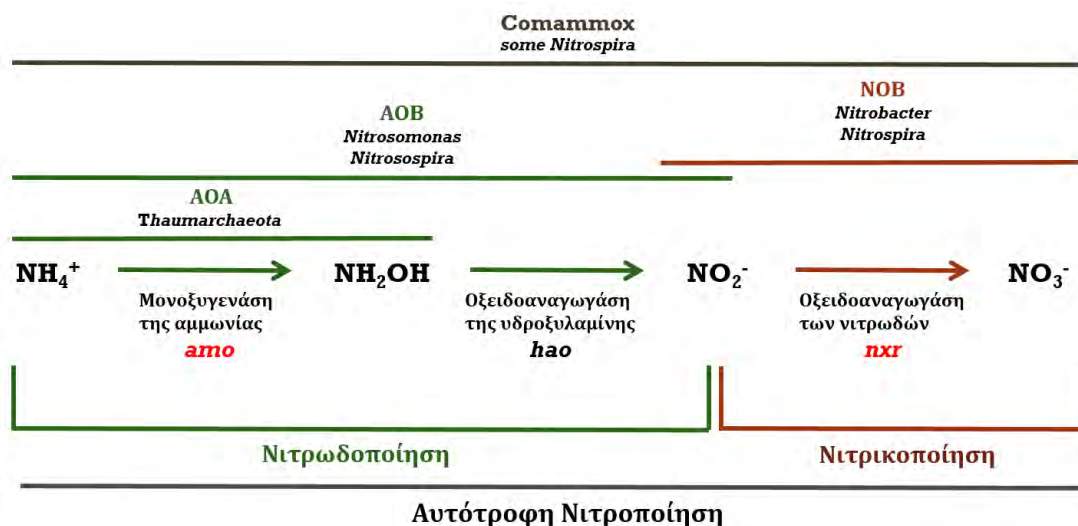 Comammox
some Nitrospira
NOB
Nitrobacter
Nitrospira
AOB
Nitrosomonas
Nitrosospira
AOA
Thaumarchaeota
NH₄⁺
NH₂OH
NO₂⁻
NO₃⁻
Μονοξυγενάση
της αμμωνίας
amo
Οξειδοαναγωγάση
της υδροξυλαμίνης
hao
Οξειδοαναγωγάση
των νιτρωδών
nxr
Νιτρωδοποίηση
Νιτρικοποίηση
Αυτότροφη Νιτροποίηση